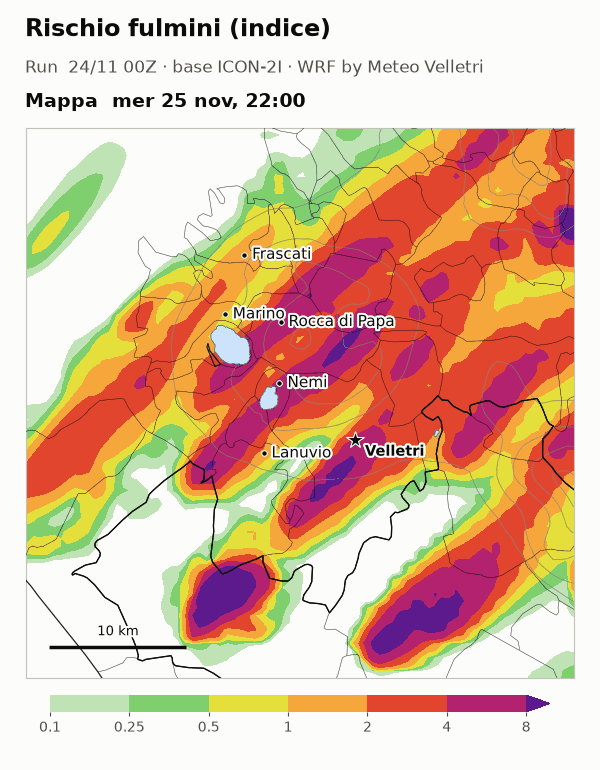 Rischio fulmini (indice)
Run 24/11 00Z · base ICON-2I · WRF by Meteo Velletri
Mappa mer 25 nov, 22:00
Frascati
Marino
Rocca di Papa
Nemi
Velletri
Lanuvio
10 km
0.1 0.25 0.5 1 2 4 8